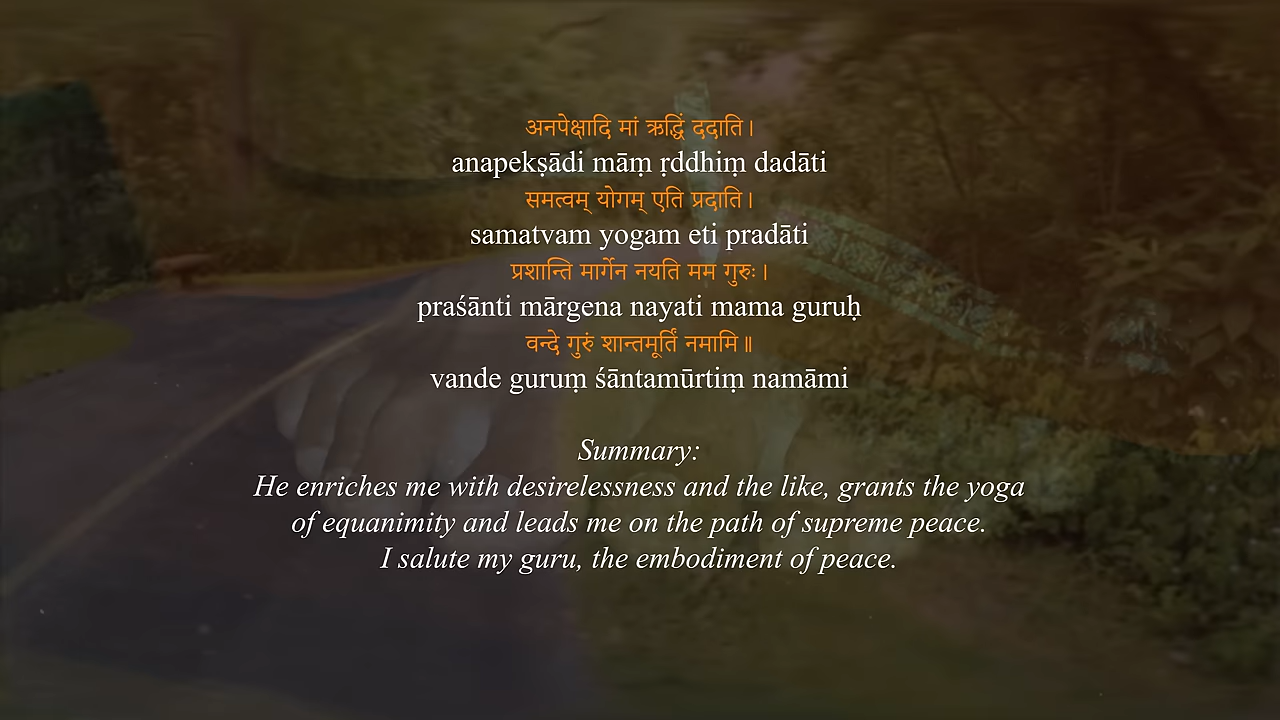 अनपेक्षादि मां ऋद्धिं ददाति।
anapekṣādi māṃ ṛddhiṃ dadāti
समत्वम् योगम् एति प्रदाति।
samatvam yogam eti pradāti
प्रशान्ति मार्गेन नयति मम गुरुः।
praśānti mārgena nayati mama guruḥ
वन्दे गुरुं शान्तमूर्तिं नमामि॥
vande guruṃ śāntamūrtiṃ namāmi
Summary:
He enriches me with desirelessness and the like, grants the yoga
of equanimity and leads me on the path of supreme peace.
I salute my guru, the embodiment of peace.